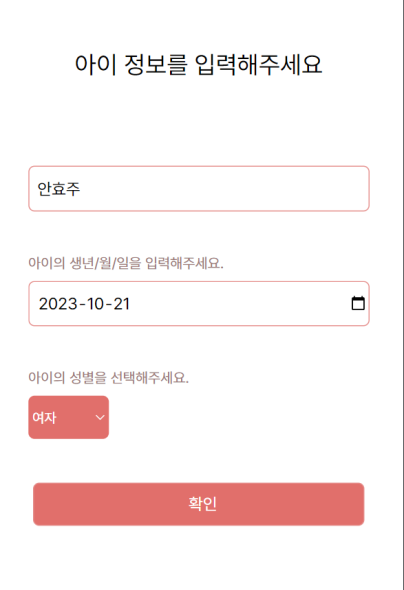 아이 정보를 입력해주세요
안효주
아이의 생년/월/일을 입력해주세요.
2023-10-21
아이의 성별을 선택해주세요.
여자
확인